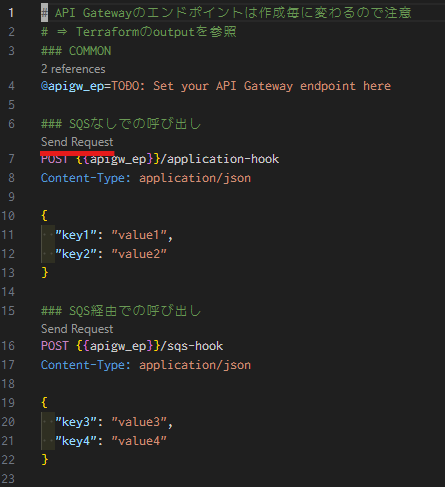 1 # API Gatewayのエンドポイントは作成毎に変わるので注意
2 # ⇒ Terraformのoutputを参照
3 ### COMMON
2 references
4 @apigw_ep=TODO: Set your API Gateway endpoint here
5
6 ### SQSなしでの呼び出し
Send Request
7 POST {{apigw_ep}}/application-hook
8 Content-Type: application/json
9
10 {
11 "key1": "value1",
12 "key2": "value2"
13 }
14
15 ### SQS経由での呼び出し
Send Request
16 POST {{apigw_ep}}/sqs-hook
17 Content-Type: application/json
18
19 {
20 "key3": "value3",
21 "key4": "value4"
22 }
23